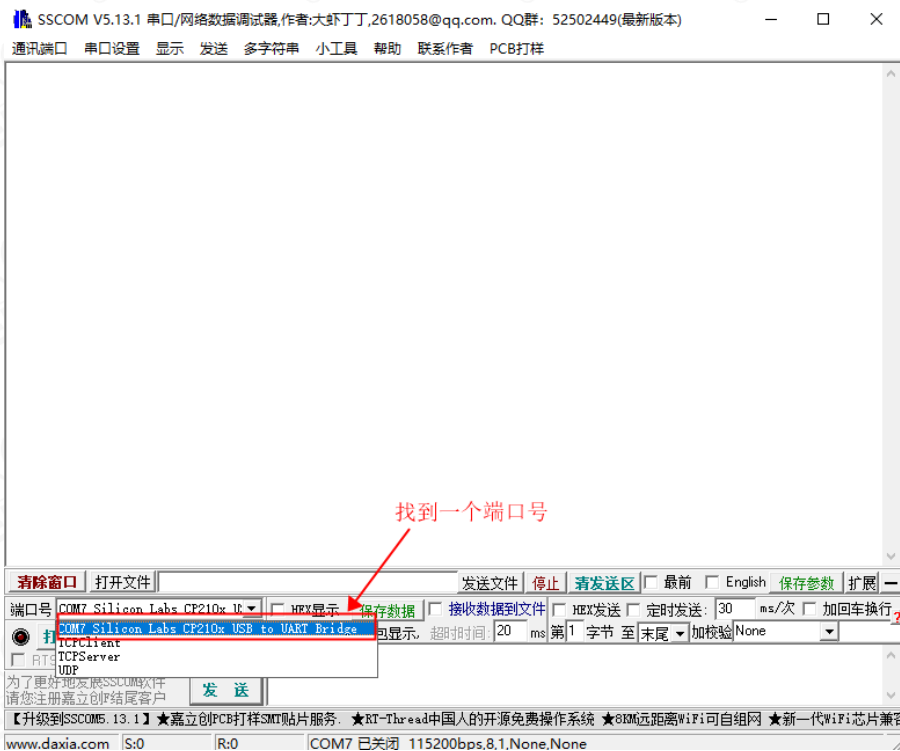 SSCOM V5.13.1 串口/网络数据调试器,作者:大虾丁丁,2618058@qq.com. QQ群: 52502449(最新版本)
通讯端口 串口设置 显示 发送 多字符串 小工具 帮助 联系作者 PCB打样
找到一个端口号
清除窗口 打开文件 发送文件 停止 清发送区 最前 English 保存参数 扩展 —
端口号 COM7 Silicon Labs CP210x U HEX显示 保存数据 接收数据到文件 HEX发送 定时发送: 30 ms/次 加回车换行
COM7 Silicon Labs CP210x USB to UART Bridge 包显示, 超时时间: 20 ms 第1 字节 至 末尾 加校验 None
TCPClient
RTS TCPServer
UDP
为了更好地发展SSCOM软件
请您注册嘉立创F结尾客户
发 送
【升级到SSCOM5.13.1】★嘉立创PCB打样SMT贴片服务. ★RT-Thread中国人的开源免费操作系统 ★8KM远距离WiFi可自组网 ★新一代WiFi芯片兼容
www.daxia.com S:0 R:0 COM7 已关闭 115200bps,8,1,None,None